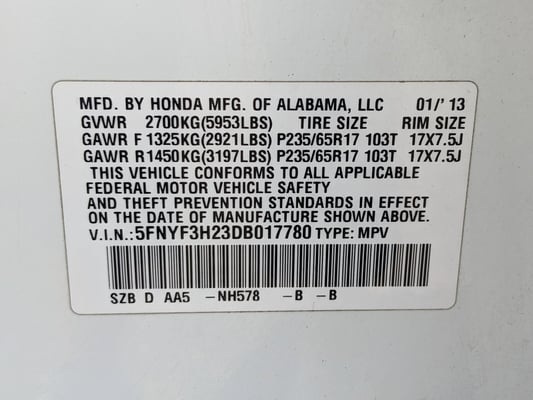 MFD. BY HONDA MFG. OF ALABAMA, LLC 01/'13
GVWR 2700KG(5953LBS) TIRE SIZE RIM SIZE
GAWR F 1325KG(2921LBS) P235/65R17 103T 17X7.5J
GAWR R1450KG(3197LBS) P235/65R17 103T 17X7.5J
THIS VEHICLE CONFORMS TO ALL APPLICABLE
FEDERAL MOTOR VEHICLE SAFETY
AND THEFT PREVENTION STANDARDS IN EFFECT
ON THE DATE OF MANUFACTURE SHOWN ABOVE.
V.I.N.:5FNYF3H23DB017780 TYPE: MPV
SZB D AA5 -NH578 -B -B